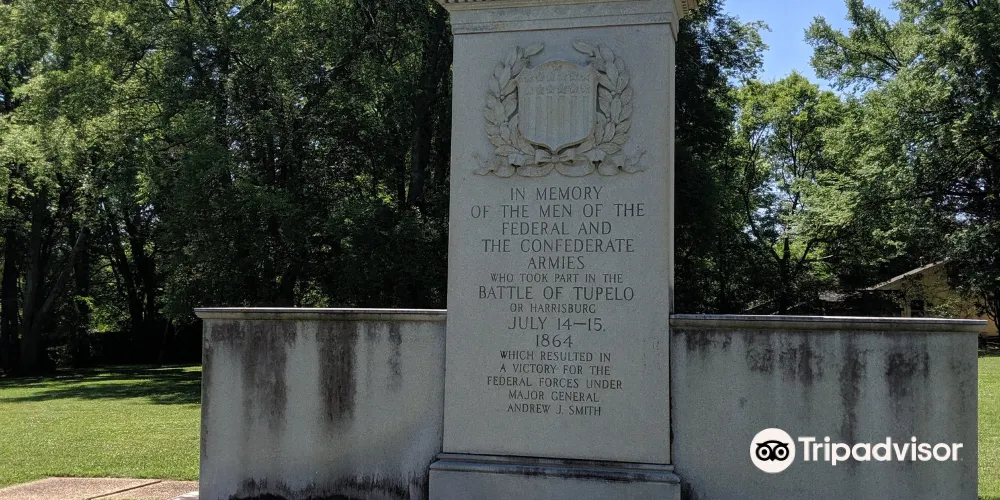 IN MEMORY
OF THE MEN OF THE
FEDERAL AND
THE CONFEDERATE
ARMIES
WHO TOOK PART IN THE
BATTLE OF TUPELO
OR HARRISBURG
JULY 14—15,
1864
WHICH RESULTED IN
A VICTORY FOR THE
FEDERAL FORCES UNDER
MAJOR GENERAL
ANDREW J. SMITH
Tripadvisor